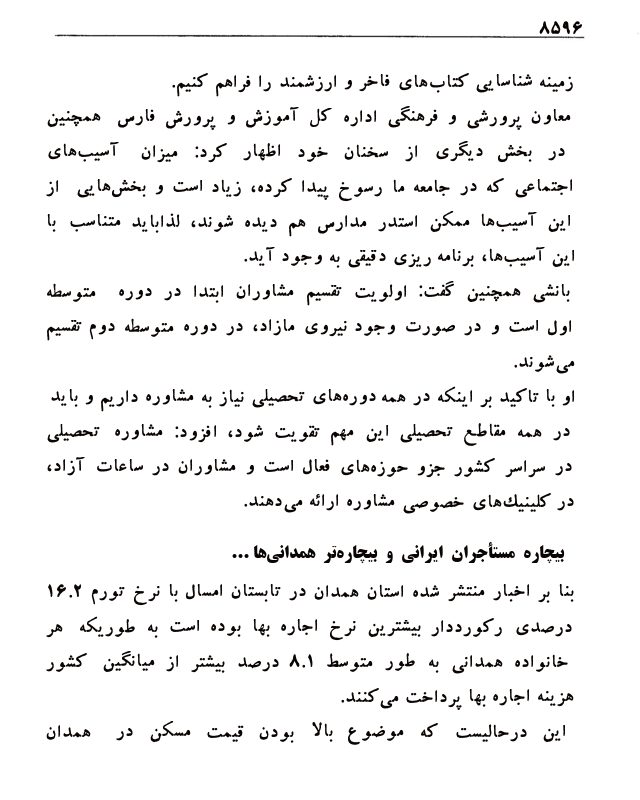 ۸۵۹۶
زمینه شناسایی کتاب‌های فاخر و ارزشمند را فراهم کنیم.
معاون پرورشی و فرهنگی اداره کل آموزش و پرورش فارس همچنین
در بخش دیگری از سخنان خود اظهار کرد: میزان آسیب‌های
اجتماعی که در جامعه ما رسوخ پیدا کرده، زیاد است و بخش‌هایی از
این آسیب‌ها ممکن استدر مدارس هم دیده شوند، لذاباید متناسب با
این آسیب‌ها، برنامه ریزی دقیقی به وجود آید.
بانشی همچنین گفت: اولویت تقسیم مشاوران ابتدا در دوره متوسطه
اول است و در صورت وجود نیروی مازاد، در دوره متوسطه دوم تقسیم
می‌شوند.
او با تاکید بر اینکه در همه دوره‌های تحصیلی نیاز به مشاوره داریم و باید
در همه مقاطع تحصیلی این مهم تقویت شود، افزود: مشاوره تحصیلی
در سراسر کشور جزو حوزه‌های فعال است و مشاوران در ساعات آزاد،
در کلینیك‌های خصوصی مشاوره ارائه می‌دهند.
بیچاره مستأجران ایرانی و بیچاره‌تر همدانی‌ها ...
بنا بر اخبار منتشر شده استان همدان در تابستان امسال با نرخ تورم ۱۶.۲
درصدی رکورددار بیشترین نرخ اجاره بها بوده است به طوریکه هر
خانواده همدانی به طور متوسط ۸.۱ درصد بیشتر از میانگین کشور
هزینه اجاره بها پرداخت می‌کنند.
این درحالیست که موضوع بالا بودن قیمت مسکن در همدان